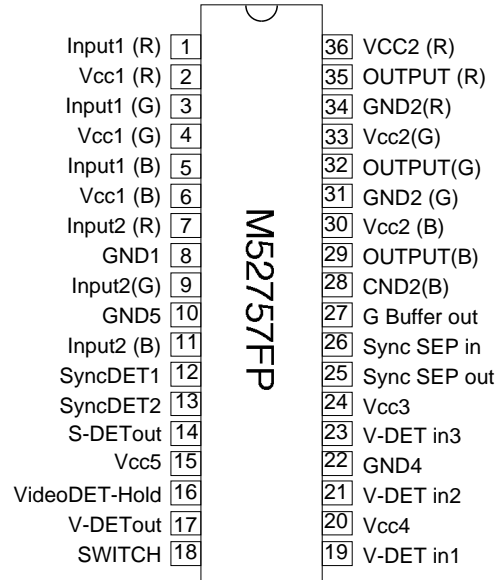 Input1 (R) 1
Vcc1 (R) 2
Input1 (G) 3
Vcc1 (G) 4
Input1 (B) 5
Vcc1 (B) 6
Input2 (R) 7
GND1 8
Input2(G) 9
GND5 10
Input2 (B) 11
SyncDET1 12
SyncDET2 13
S-DETout 14
Vcc5 15
VideoDET-Hold 16
V-DETout 17
SWITCH 18
M52757FP
36 VCC2 (R)
35 OUTPUT (R)
34 GND2(R)
33 Vcc2(G)
32 OUTPUT(G)
31 GND2 (G)
30 Vcc2 (B)
29 OUTPUT(B)
28 CND2(B)
27 G Buffer out
26 Sync SEP in
25 Sync SEP out
24 Vcc3
23 V-DET in3
22 GND4
21 V-DET in2
20 Vcc4
19 V-DET in1